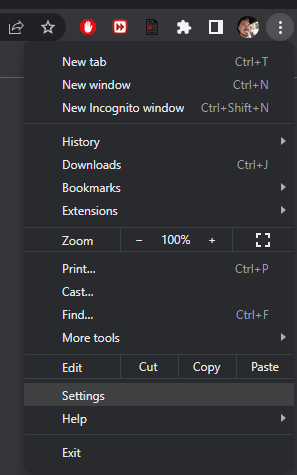 New tab Ctrl+T
New window Ctrl+N
New Incognito window Ctrl+Shift+N
History
Downloads Ctrl+J
Bookmarks
Extensions
Zoom − 100% +
Print... Ctrl+P
Cast...
Find... Ctrl+F
More tools
Edit Cut Copy Paste
Settings
Help
Exit